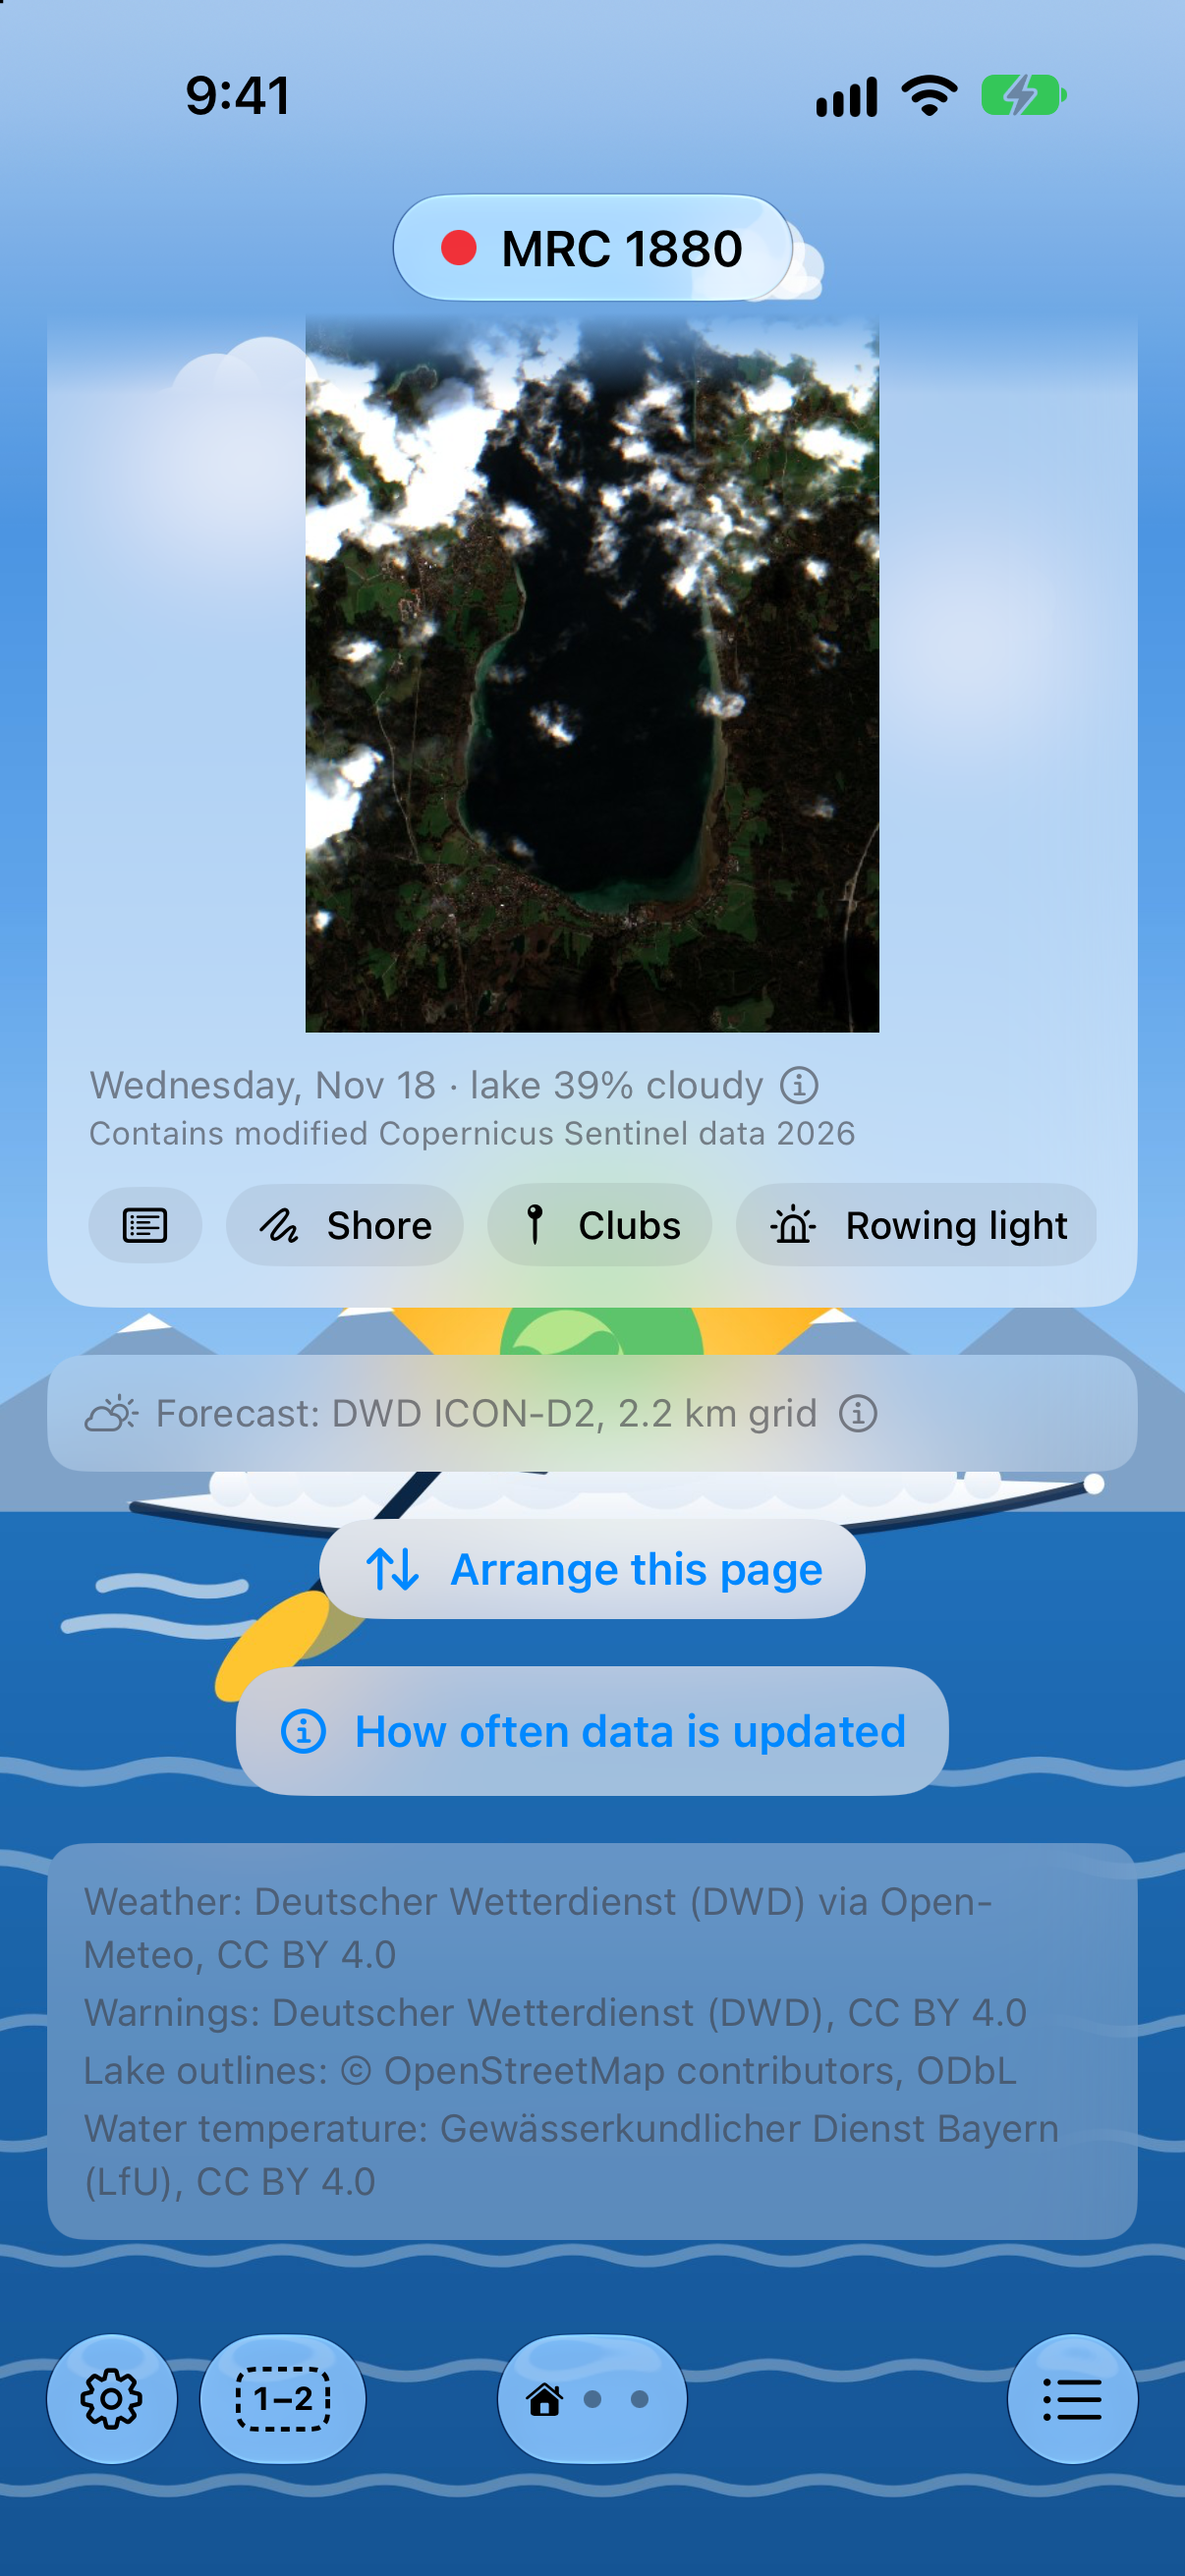 9:41
MRC 1880
Wednesday, Nov 18 · lake 39% cloudy
Contains modified Copernicus Sentinel data 2026
Shore
Clubs
Rowing light
Forecast: DWD ICON-D2, 2.2 km grid
Arrange this page
How often data is updated
Weather: Deutscher Wetterdienst (DWD) via Open-
Meteo, CC BY 4.0
Warnings: Deutscher Wetterdienst (DWD), CC BY 4.0
Lake outlines: © OpenStreetMap contributors, ODbL
Water temperature: Gewässerkundlicher Dienst Bayern
(LfU), CC BY 4.0
1–2